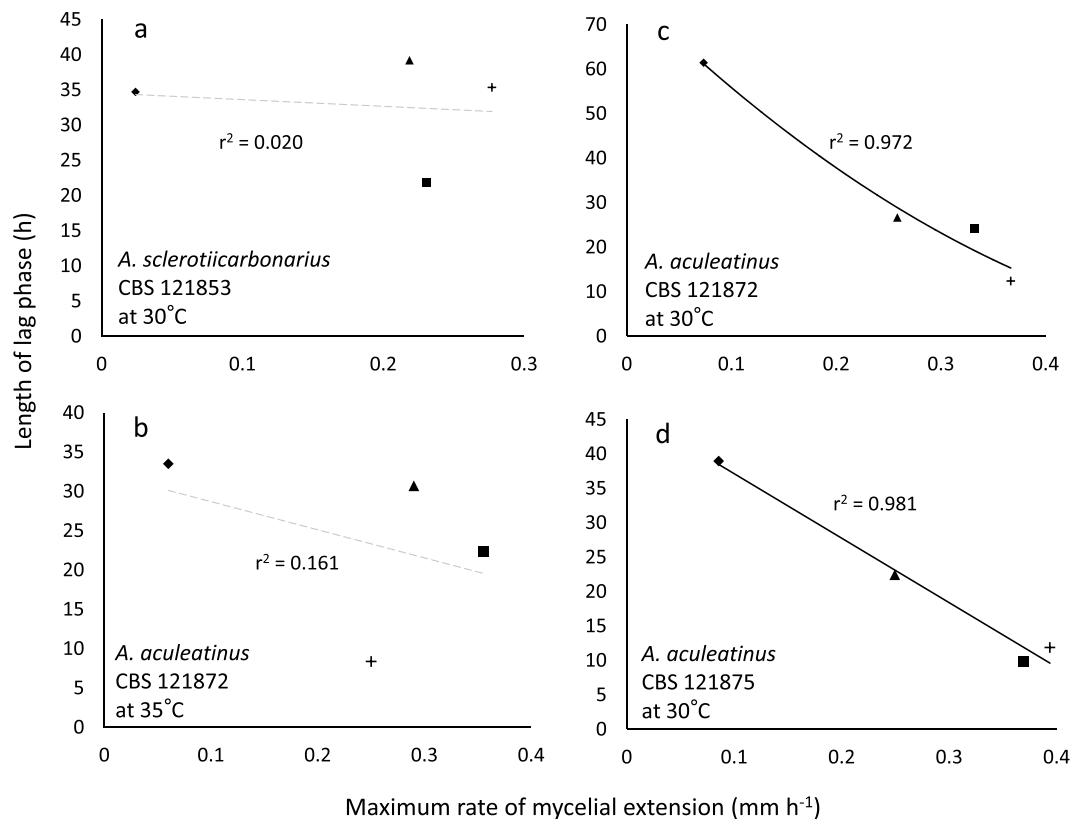 Length of lag phase (h)
a
45
40
35
30
25
20
15
10
5
0
r² = 0.020
A. sclerotiicarbonarius
CBS 121853
at 30°C
0 0.1 0.2 0.3
c
70
60
50
40
30
20
10
0
r² = 0.972
A. aculeatinus
CBS 121872
at 30°C
0 0.1 0.2 0.3 0.4
b
40
35
30
25
20
15
10
5
0
r² = 0.161
A. aculeatinus
CBS 121872
at 35°C
0 0.1 0.2 0.3 0.4
d
45
40
35
30
25
20
15
10
5
0
r² = 0.981
A. aculeatinus
CBS 121875
at 30°C
0 0.1 0.2 0.3 0.4
Maximum rate of mycelial extension (mm h⁻¹)